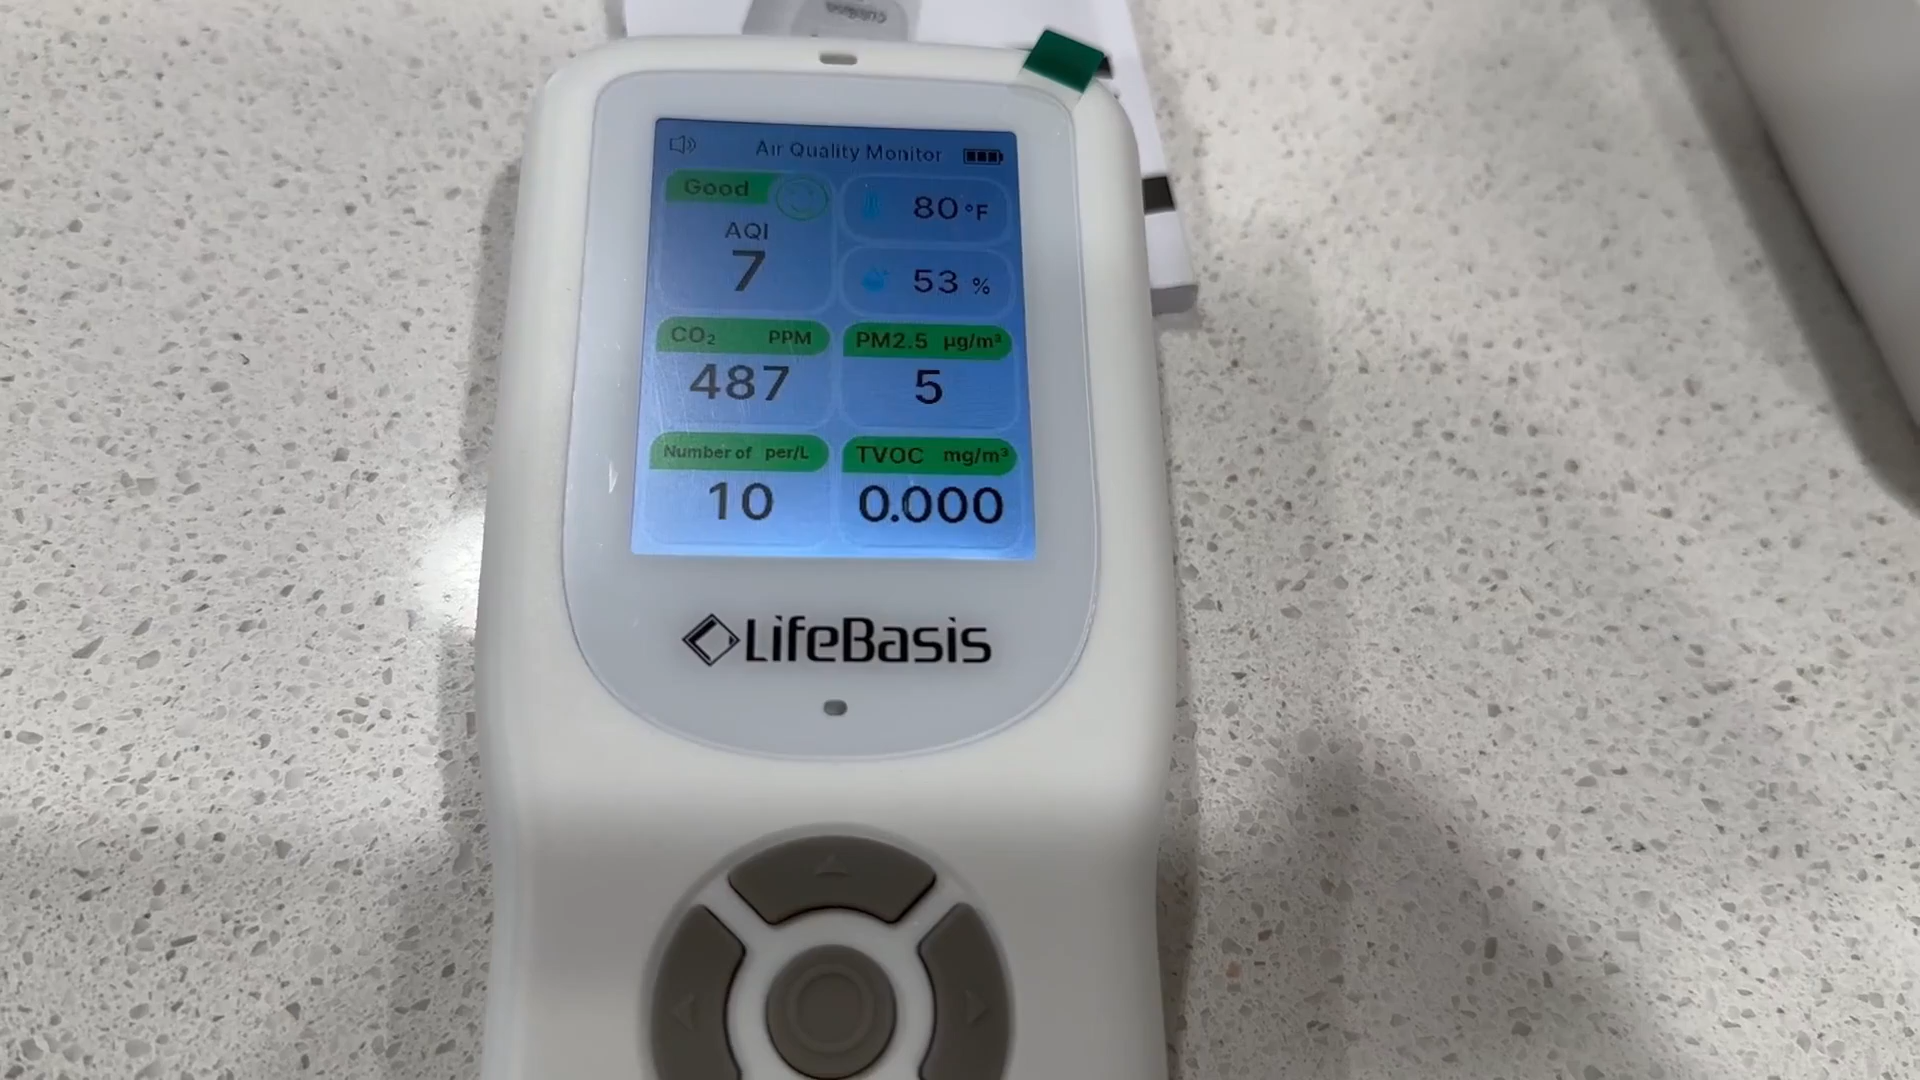 Air Quality Monitor
Good
80 °F
AQI
7
53 %
CO₂ PPM
PM2.5 µg/m³
487
5
Number of per/L
TVOC mg/m³
10
0.000
LifeBasis